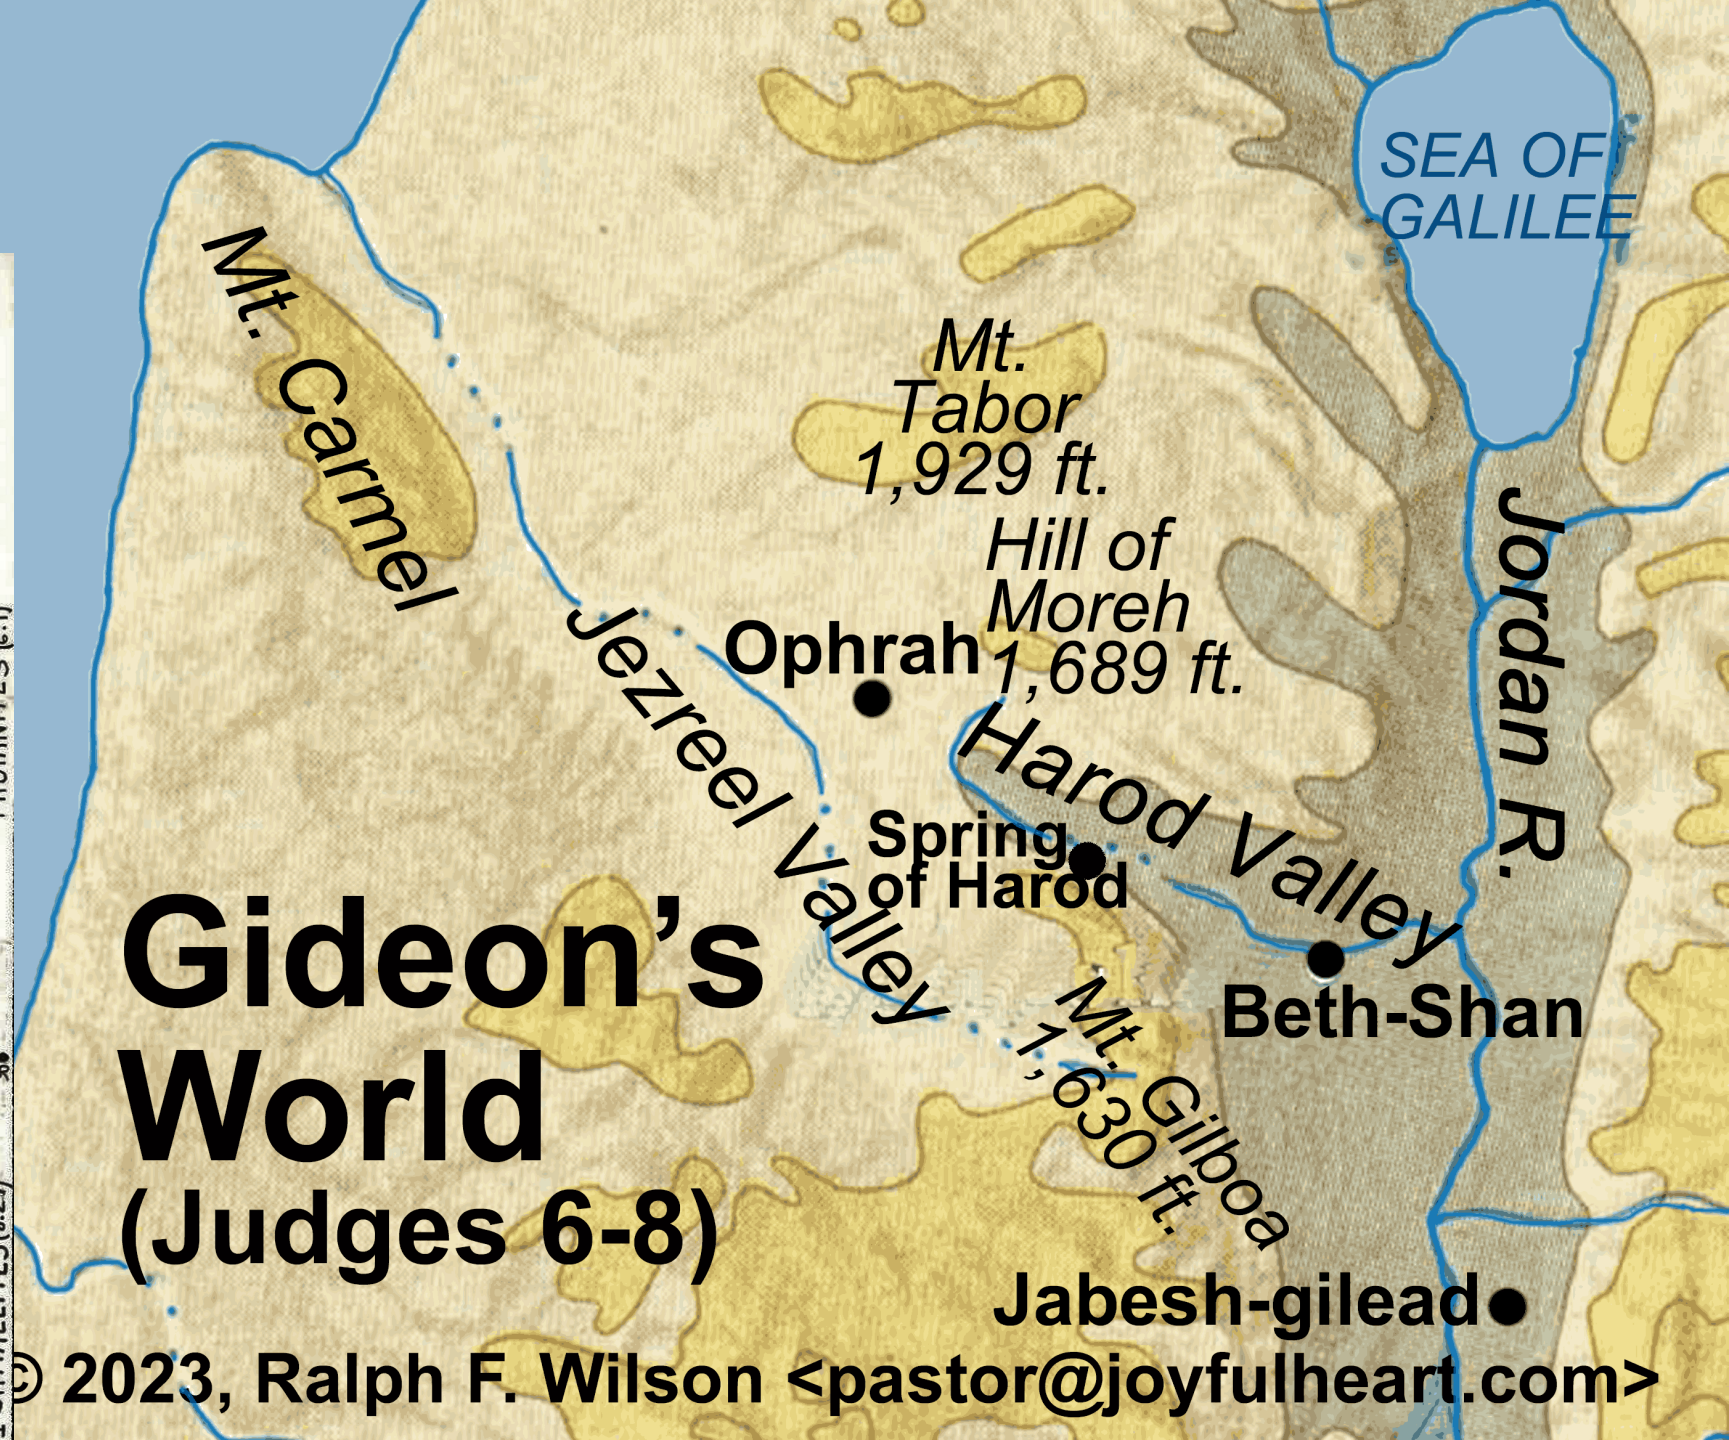 SEA OF
GALILEE
Mt. Carmel
Mt.
Tabor
1,929 ft.
Hill of
Moreh
1,689 ft.
Jordan R.
Ophrah
Jezreel Valley
Harod Valley
Spring
of Harod
Gideon’s
World
(Judges 6-8)
Beth-Shan
Mt. Gilboa
1,630 ft.
Jabesh-gilead
© 2023, Ralph F. Wilson <pastor@joyfulheart.com>